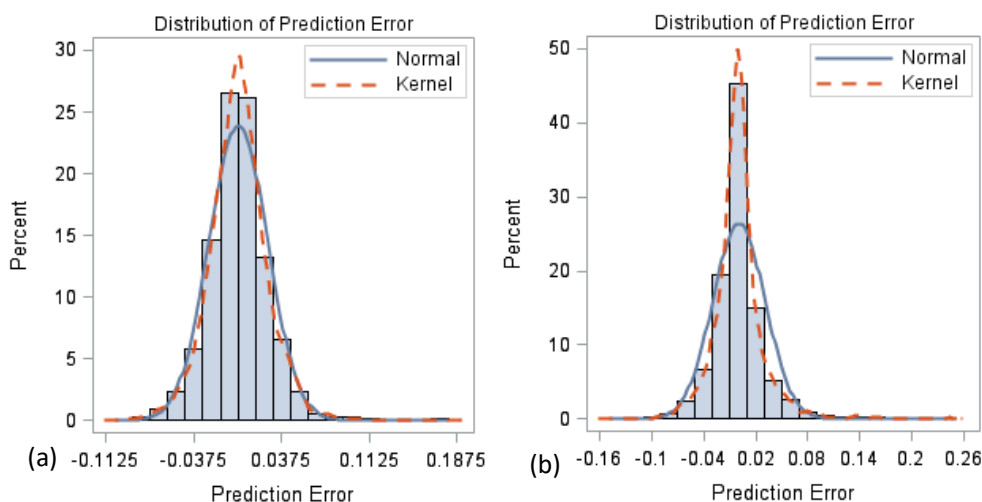 Distribution of Prediction Error
Normal
Kernel
30
25
20
15
10
5
0
Percent
-0.1125 -0.0375 0.0375 0.1125 0.1875
Prediction Error
(a)
Distribution of Prediction Error
Normal
Kernel
50
40
30
20
10
0
Percent
-0.16 -0.1 -0.04 0.02 0.08 0.14 0.2 0.26
Prediction Error
(b)